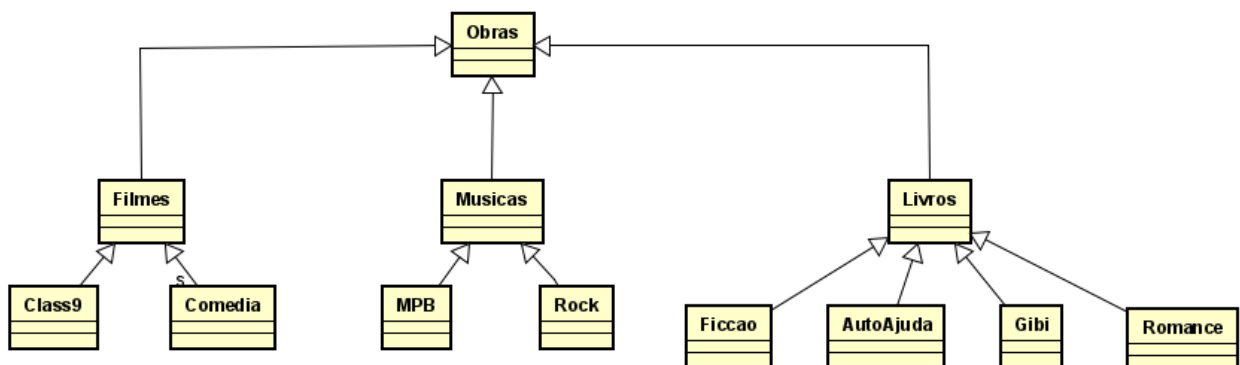 Obras
Filmes
Musicas
Livros
s
Class9
Comedia
MPB
Rock
Ficcao
AutoAjuda
Gibi
Romance